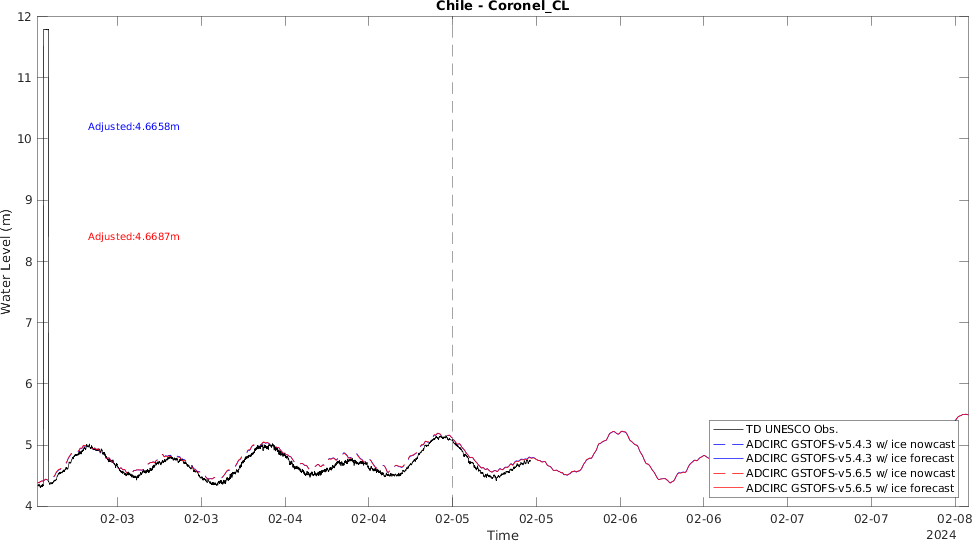 Chile - Coronel_CL
12
11
10
9
8
7
6
5
4
Water Level (m)
Adjusted:4.6658m
Adjusted:4.6687m
TD UNESCO Obs.
ADCIRC GSTOFS-v5.4.3 w/ ice nowcast
ADCIRC GSTOFS-v5.4.3 w/ ice forecast
ADCIRC GSTOFS-v5.6.5 w/ ice nowcast
ADCIRC GSTOFS-v5.6.5 w/ ice forecast
02-03 02-03 02-04 02-04 02-05 02-05 02-06 02-06 02-07 02-07 02-08
Time
2024